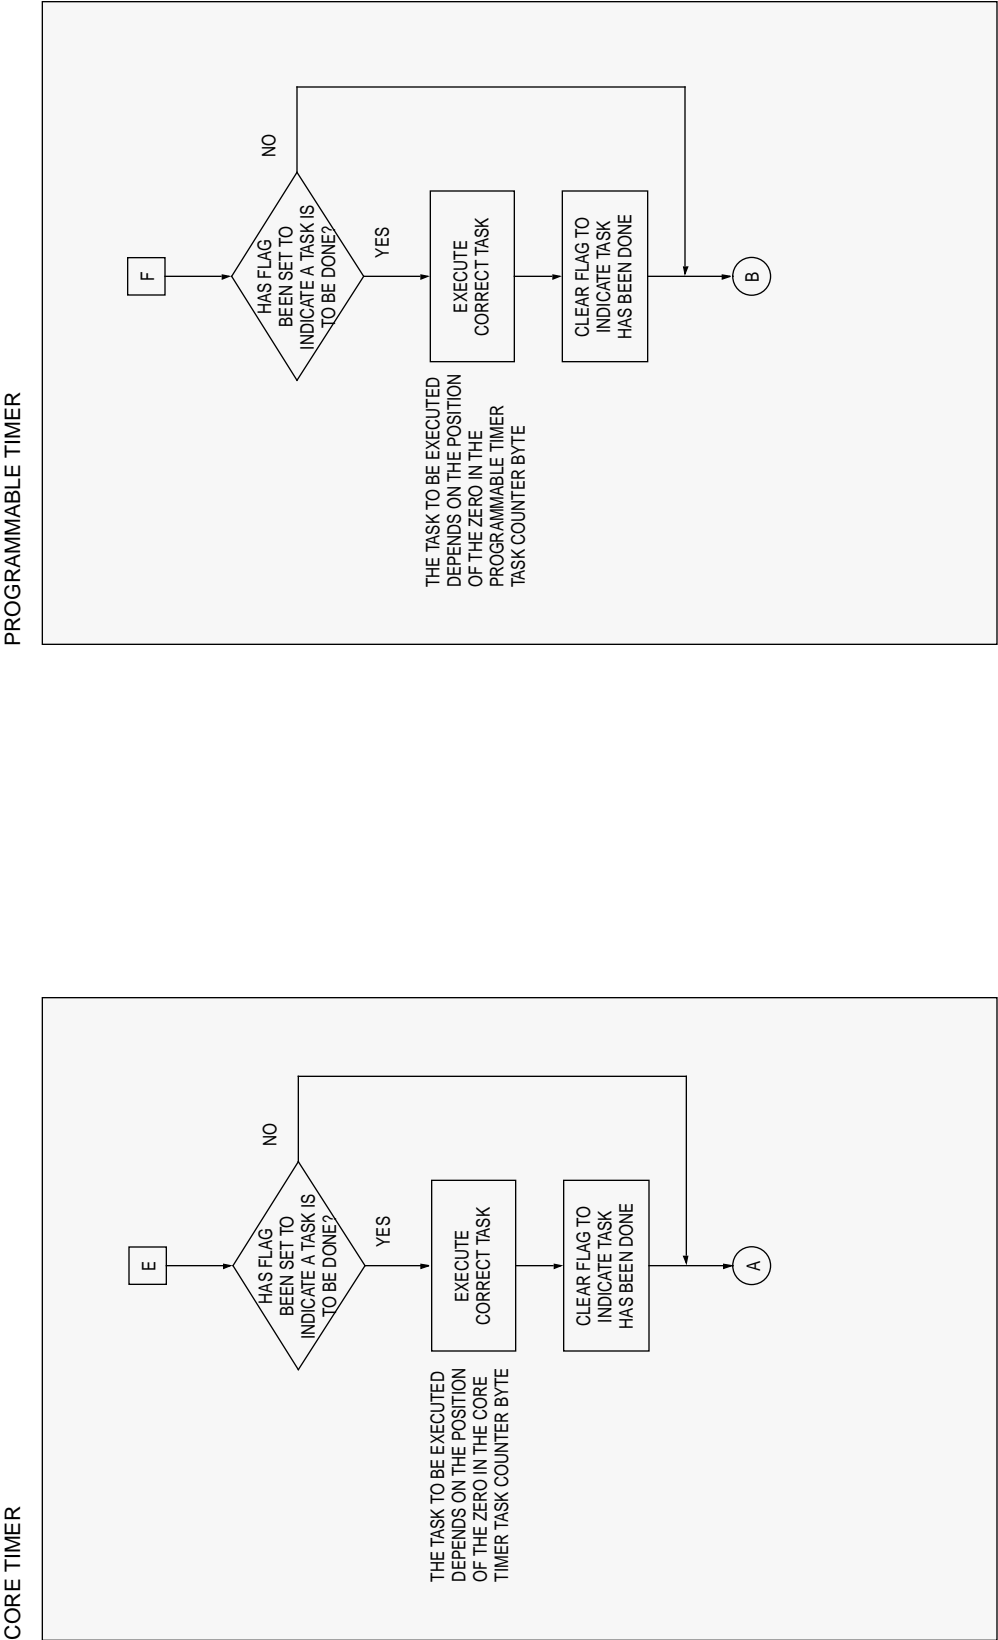 CORE TIMER
E
HAS FLAG
BEEN SET TO
INDICATE A TASK IS
TO BE DONE?
NO
YES
THE TASK TO BE EXECUTED
DEPENDS ON THE POSITION
OF THE ZERO IN THE CORE
TIMER TASK COUNTER BYTE
EXECUTE
CORRECT TASK
CLEAR FLAG TO
INDICATE TASK
HAS BEEN DONE
A
PROGRAMMABLE TIMER
F
HAS FLAG
BEEN SET TO
INDICATE A TASK IS
TO BE DONE?
NO
YES
THE TASK TO BE EXECUTED
DEPENDS ON THE POSITION
OF THE ZERO IN THE
PROGRAMMABLE TIMER
TASK COUNTER BYTE
EXECUTE
CORRECT TASK
CLEAR FLAG TO
INDICATE TASK
HAS BEEN DONE
B